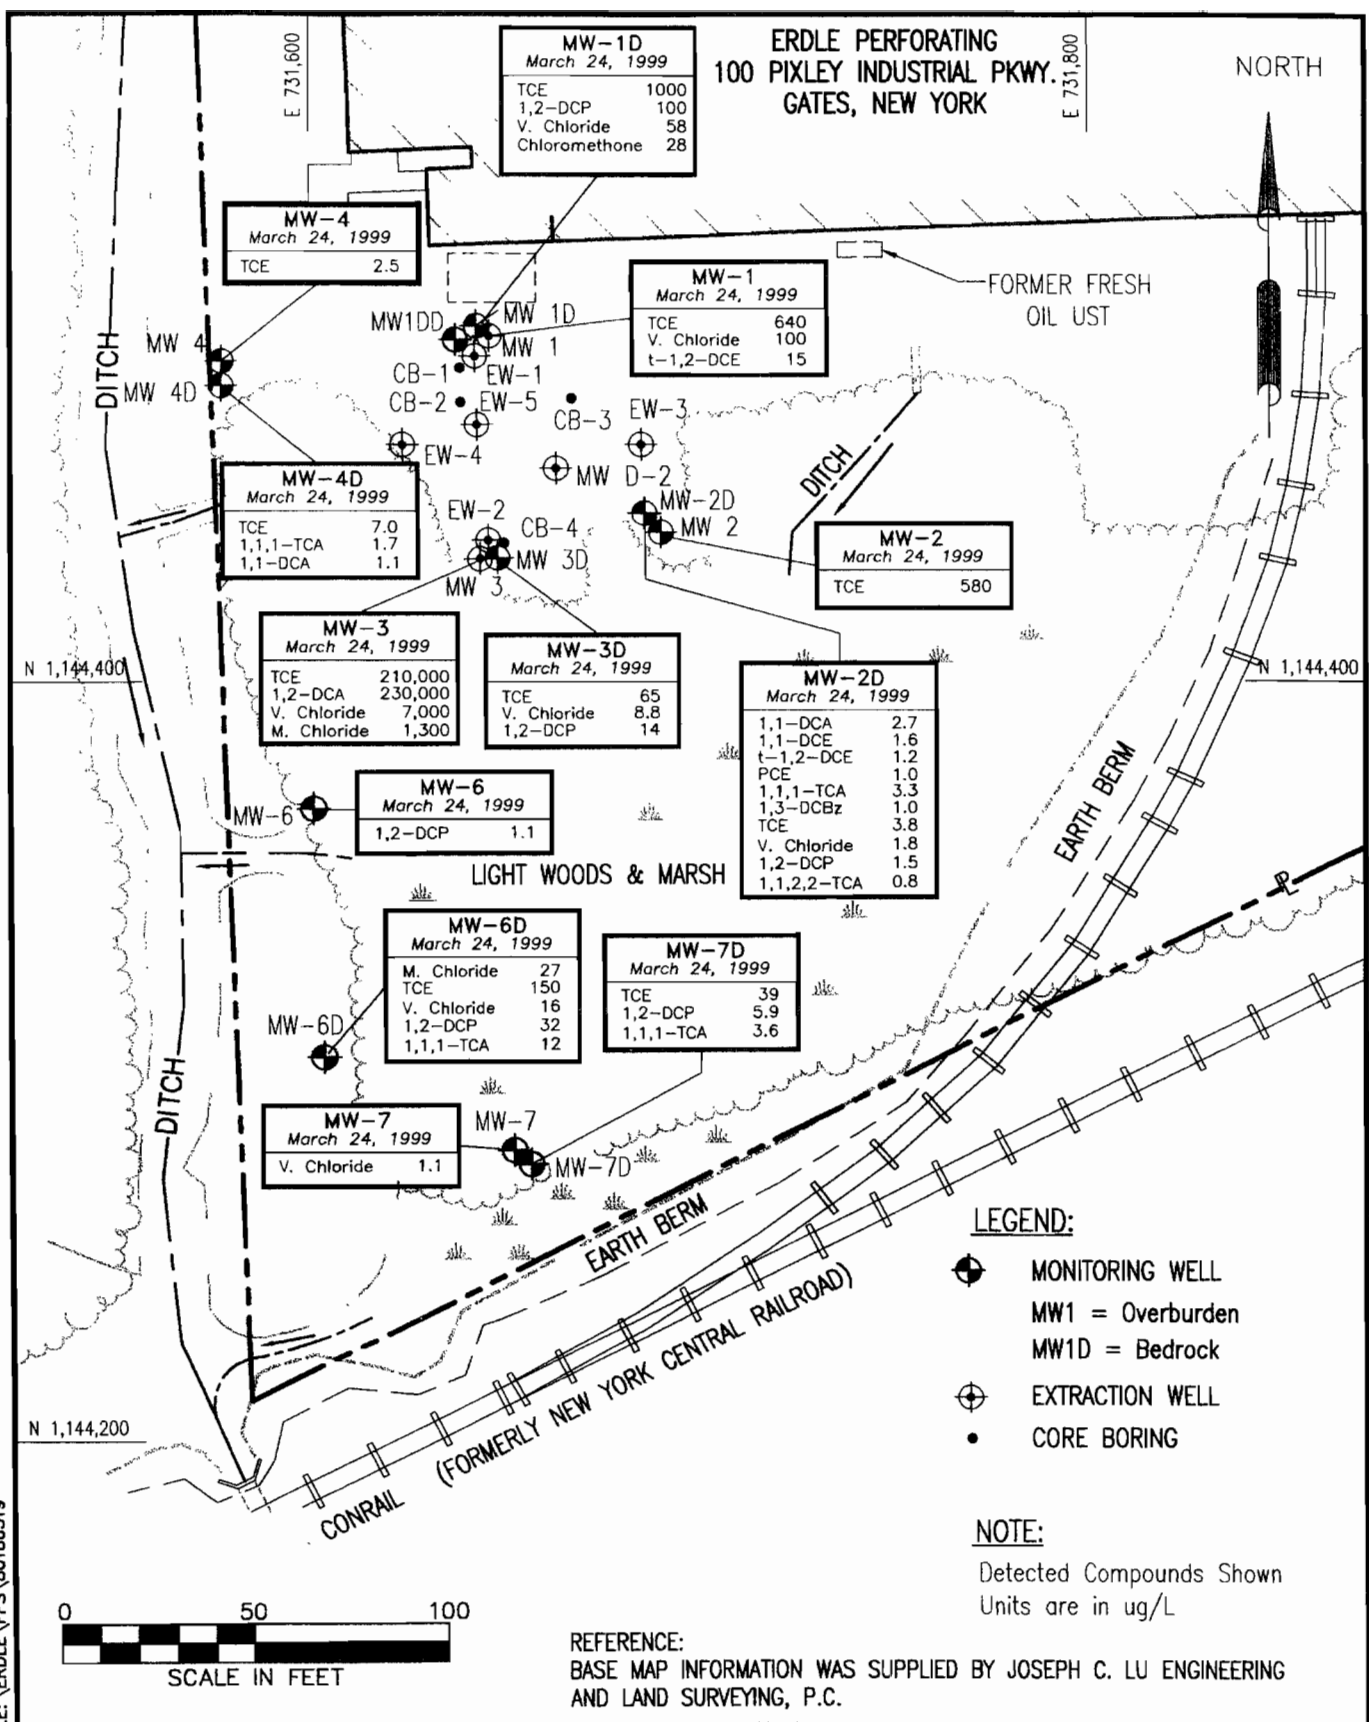 ERDLE PERFORATING
100 PIXLEY INDUSTRIAL PKWY.
GATES, NEW YORK
E 731,600
E 731,800
NORTH
MW-1D
March 24, 1999
TCE 1000
1,2-DCP 100
V. Chloride 58
Chloromethone 28
MW-4
March 24, 1999
TCE 2.5
MW-1
March 24, 1999
TCE 640
V. Chloride 100
t-1,2-DCE 15
FORMER FRESH
OIL UST
DITCH
MW 4
MW 4D
MW1DD
MW 1D
MW 1
CB-1
EW-1
CB-2
EW-5
CB-3
EW-3
EW-4
MW D-2
DITCH
MW-2D
MW 2
EW-2
CB-4
MW 3D
MW 3
MW-4D
March 24, 1999
TCE 7.0
1,1,1-TCA 1.7
1,1-DCA 1.1
MW-2
March 24, 1999
TCE 580
MW-3
March 24, 1999
TCE 210,000
1,2-DCA 230,000
V. Chloride 7,000
M. Chloride 1,300
MW-3D
March 24, 1999
TCE 65
V. Chloride 8.8
1,2-DCP 14
N 1,144,400
N 1,144,400
MW-2D
March 24, 1999
1,1-DCA 2.7
1,1-DCE 1.6
t-1,2-DCE 1.2
PCE 1.0
1,1,1-TCA 3.3
1,3-DCBz 1.0
TCE 3.8
V. Chloride 1.8
1,2-DCP 1.5
1,1,2,2-TCA 0.8
EARTH BERM
MW-6
MW-6
March 24, 1999
1,2-DCP 1.1
LIGHT WOODS & MARSH
PL
MW-6D
March 24, 1999
M. Chloride 27
TCE 150
V. Chloride 16
1,2-DCP 32
1,1,1-TCA 12
MW-7D
March 24, 1999
TCE 39
1,2-DCP 5.9
1,1,1-TCA 3.6
MW-6D
DITCH
MW-7
March 24, 1999
V. Chloride 1.1
MW-7
MW-7D
EARTH BERM
CONRAIL (FORMERLY NEW YORK CENTRAL RAILROAD)
N 1,144,200
LEGEND:
MONITORING WELL
MW1 = Overburden
MW1D = Bedrock
EXTRACTION WELL
CORE BORING
NOTE:
Detected Compounds Shown
Units are in ug/L
0 50 100
SCALE IN FEET
REFERENCE:
BASE MAP INFORMATION WAS SUPPLIED BY JOSEPH C. LU ENGINEERING
AND LAND SURVEYING, P.C.